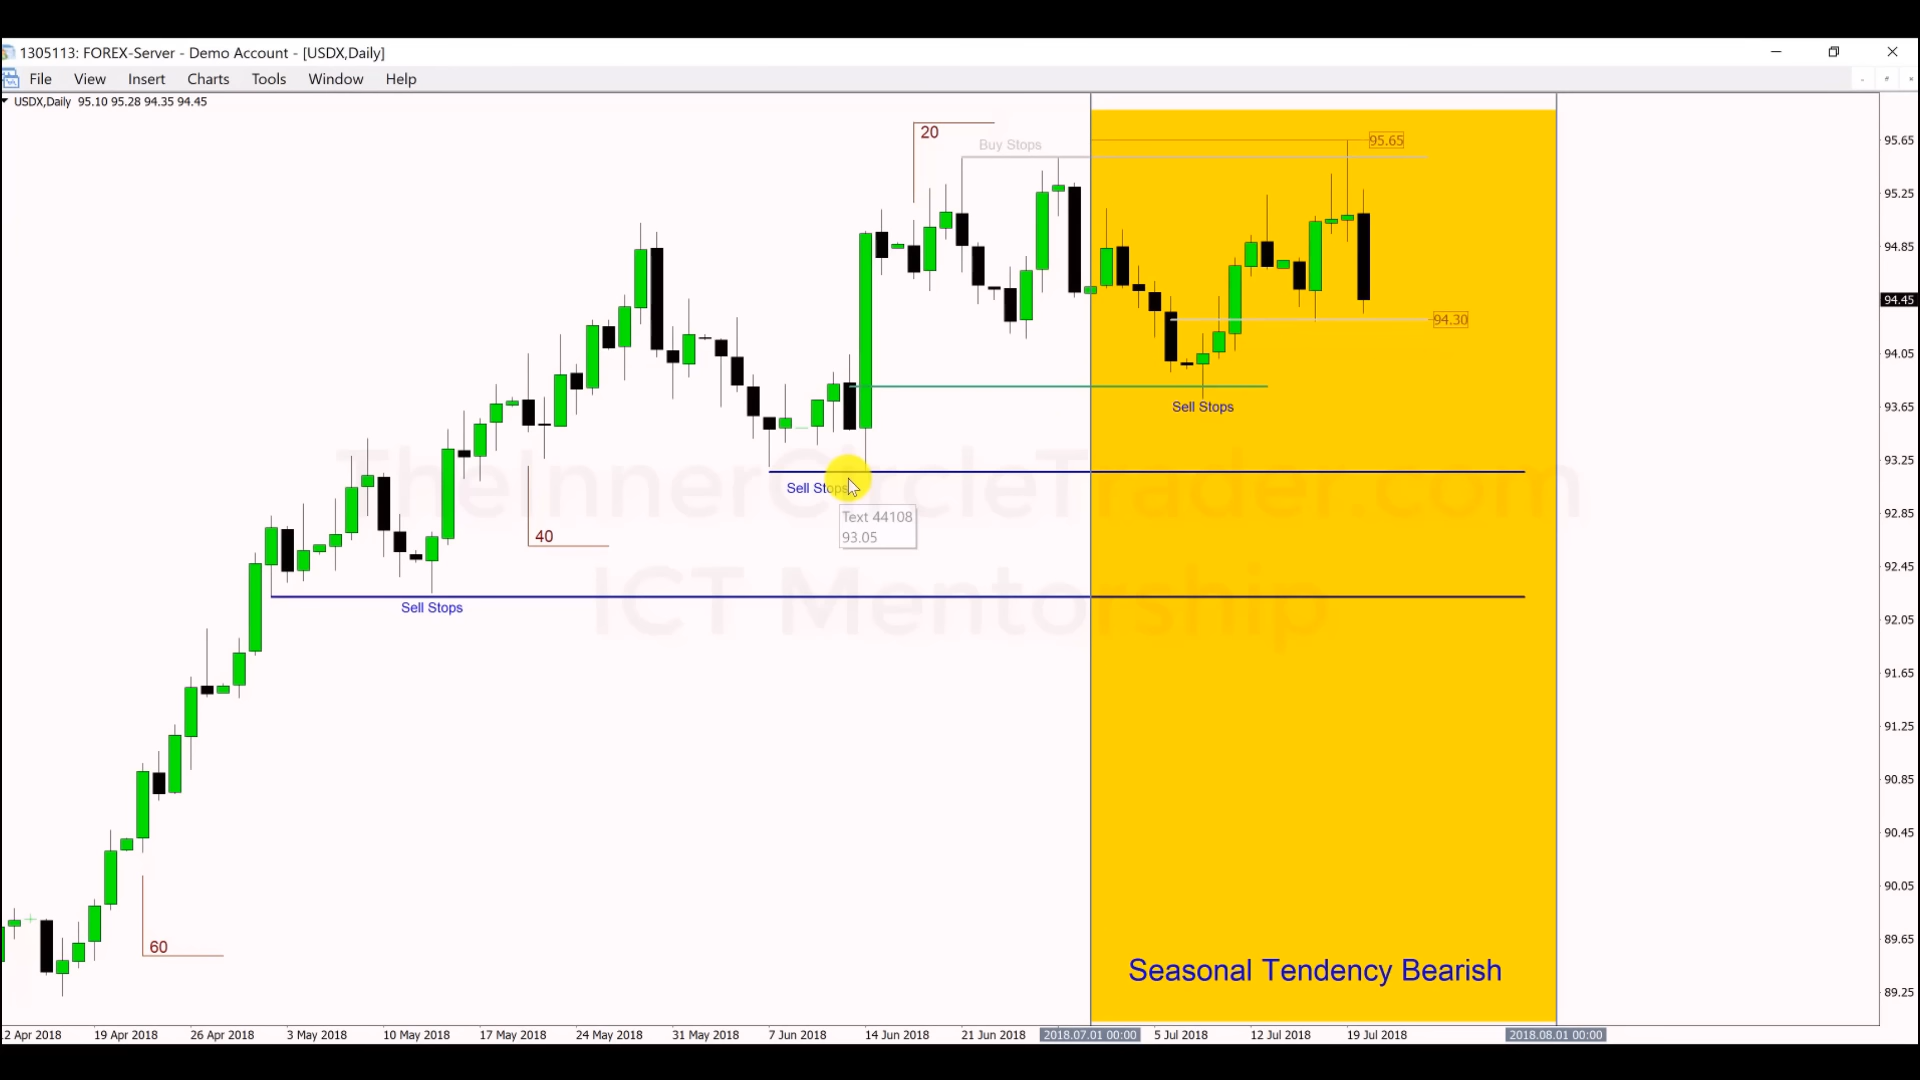 1305113: FOREX-Server - Demo Account - [USDX,Daily]
File View Insert Charts Tools Window Help
USDX,Daily 95.10 95.28 94.35 94.45
20
Buy Stops
95.65
95.65
95.25
94.85
94.45
94.30
94.05
Sell Stops
93.65
TheInnerCircleTrader.com
93.25
Sell Stops
Text 44108
93.05
92.85
40
92.45
ICT Mentorship
Sell Stops
92.05
91.65
91.25
90.85
90.45
90.05
60
89.65
Seasonal Tendency Bearish
89.25
2 Apr 2018 19 Apr 2018 26 Apr 2018 3 May 2018 10 May 2018 17 May 2018 24 May 2018 31 May 2018 7 Jun 2018 14 Jun 2018 21 Jun 2018 2018.07.01 00:00 5 Jul 2018 12 Jul 2018 19 Jul 2018 2018.08.01 00:00